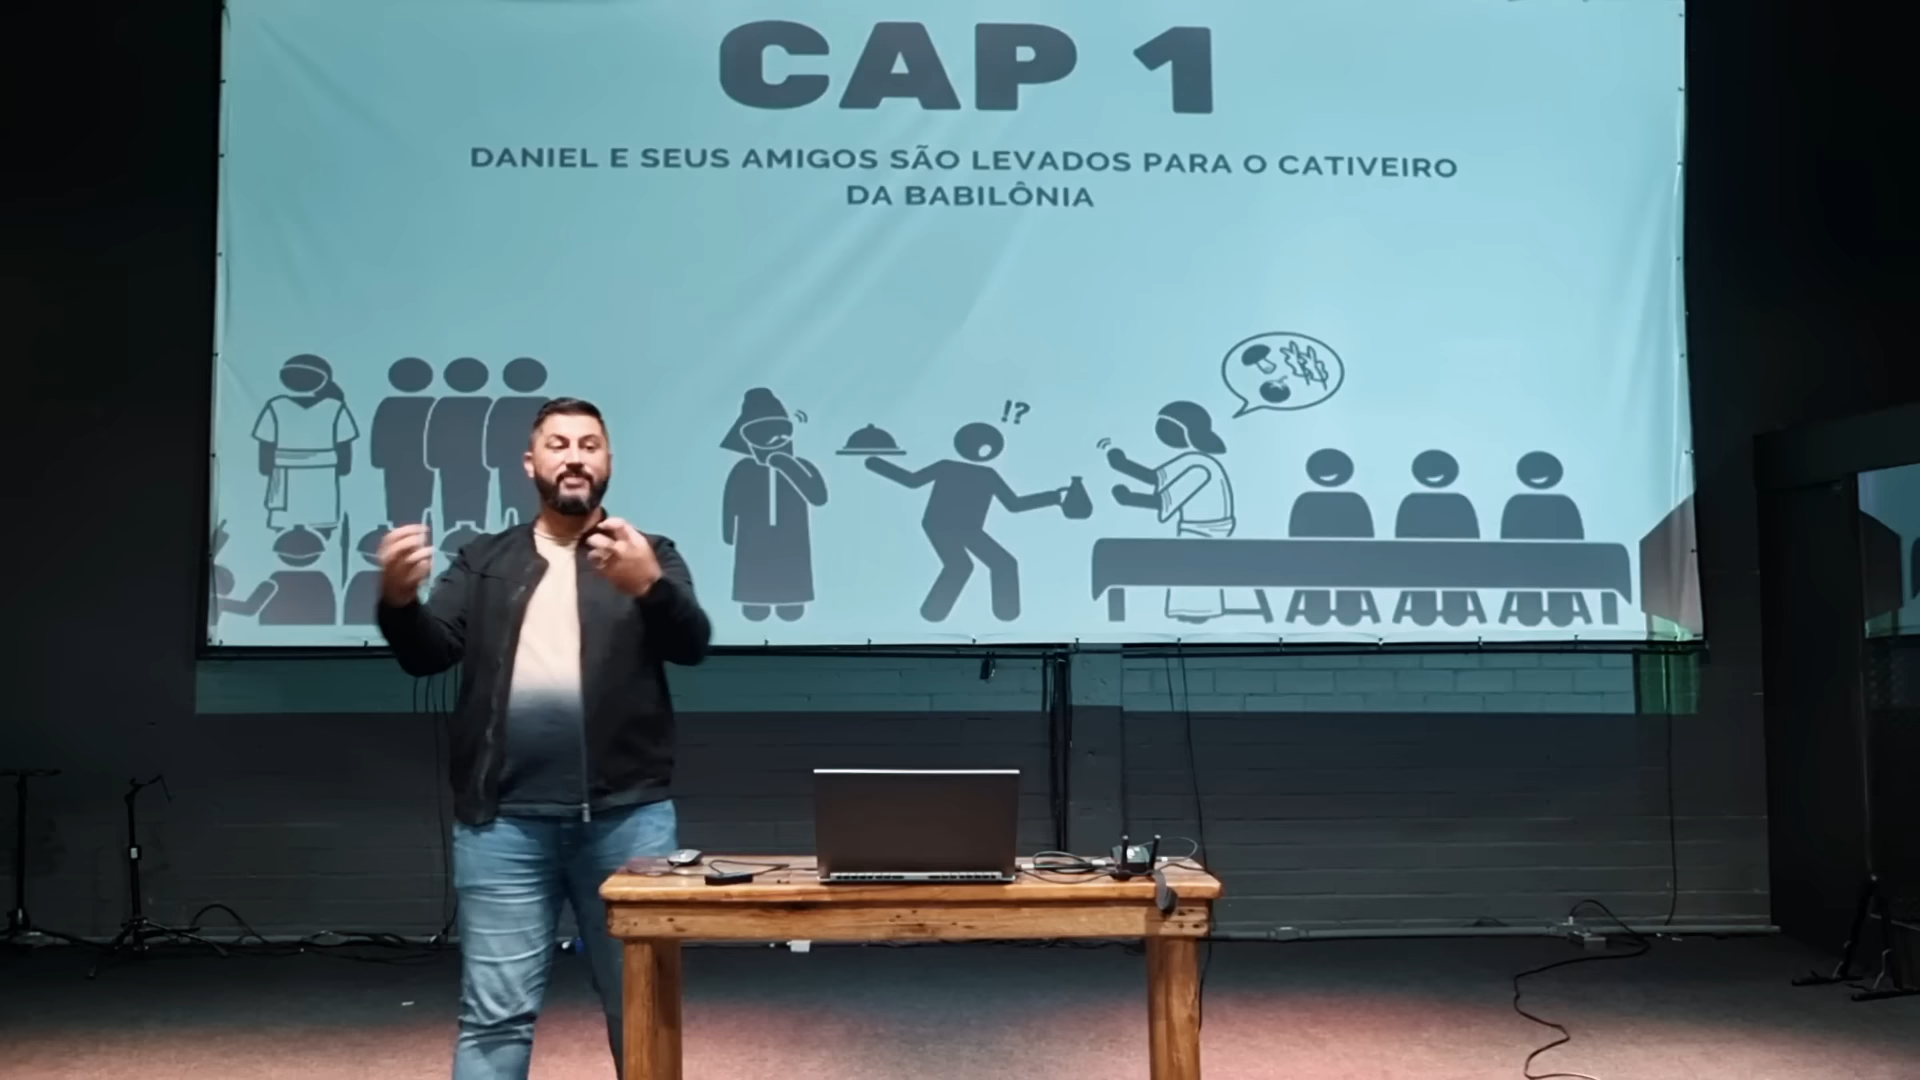 CAP 1
DANIEL E SEUS AMIGOS SÃO LEVADOS PARA O CATIVEIRO
DA BABILÔNIA
!?